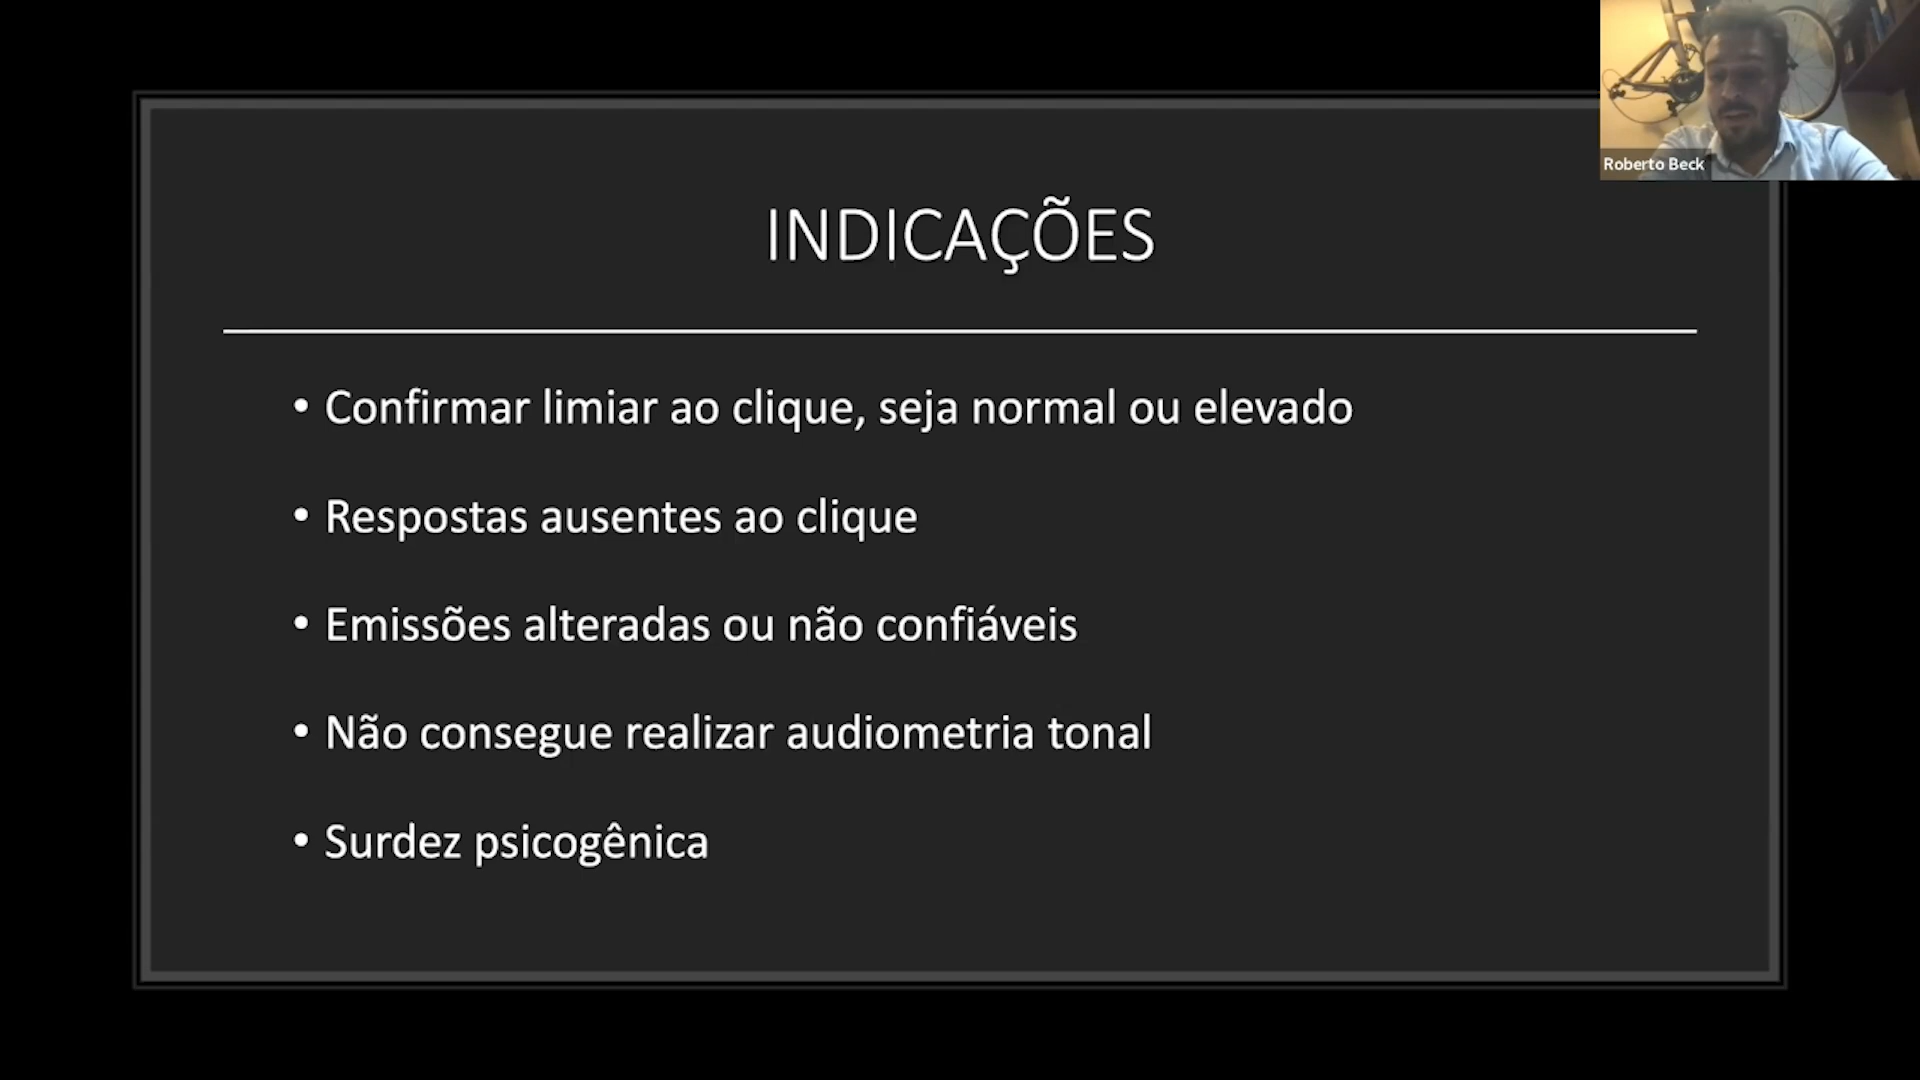 Roberto Beck
INDICAÇÕES
• Confirmar limiar ao clique, seja normal ou elevado
• Respostas ausentes ao clique
• Emissões alteradas ou não confiáveis
• Não consegue realizar audiometria tonal
• Surdez psicogênica